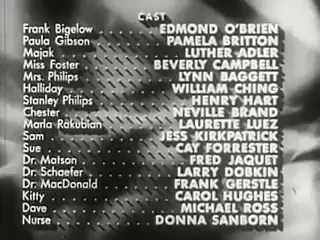 CAST
Frank Bigelow . . . . . . . EDMOND O'BRIEN
Paula Gibson . . . . . . . PAMELA BRITTON
Majak . . . . . . . . . . . . LUTHER ADLER
Miss Foster . . . . . . BEVERLY CAMPBELL
Mrs. Philips . . . . . . . . LYNN BAGGETT
Halliday . . . . . . . . . . WILLIAM CHING
Stanley Philips . . . . . . . HENRY HART
Chester . . . . . . . . . . NEVILLE BRAND
Marla Rakubian . . . . . LAURETTE LUEZ
Sam . . . . . . . . . . JESS KIRKPATRICK
Sue . . . . . . . . . . . . CAY FORRESTER
Dr. Matson . . . . . . . . . FRED JAQUET
Dr. Schaefer . . . . . . . LARRY DOBKIN
Dr. MacDonald . . . . . FRANK GERSTLE
Kitty . . . . . . . . . . . CAROL HUGHES
Dave . . . . . . . . . . . . MICHAEL ROSS
Nurse . . . . . . . . . DONNA SANBORN